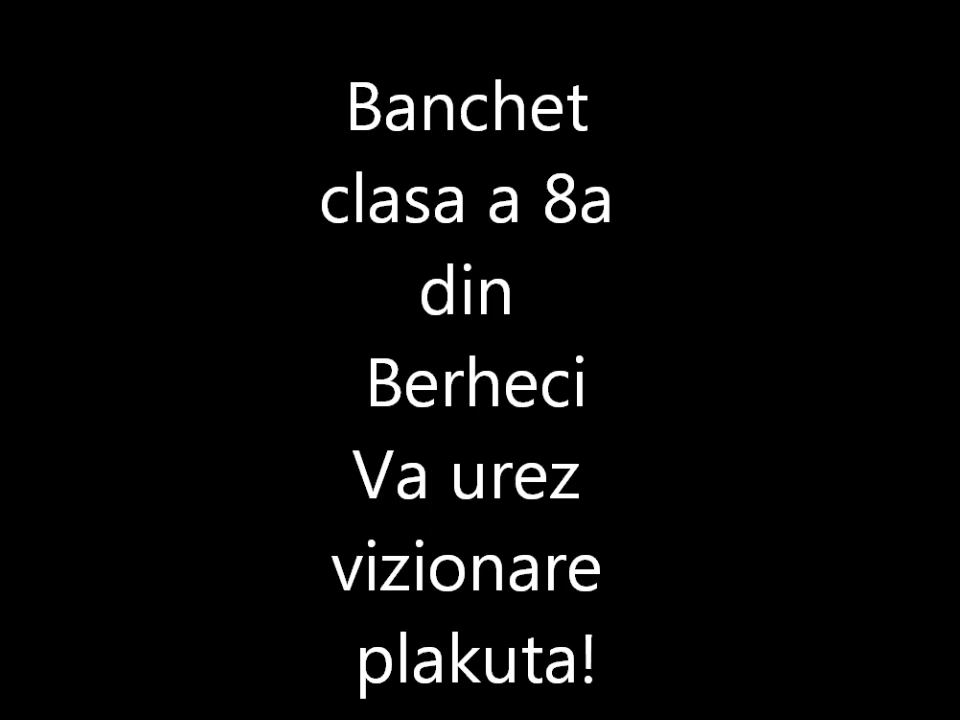 Banchet
clasa a 8a
din
Berheci
Va urez
vizionare
plakuta!